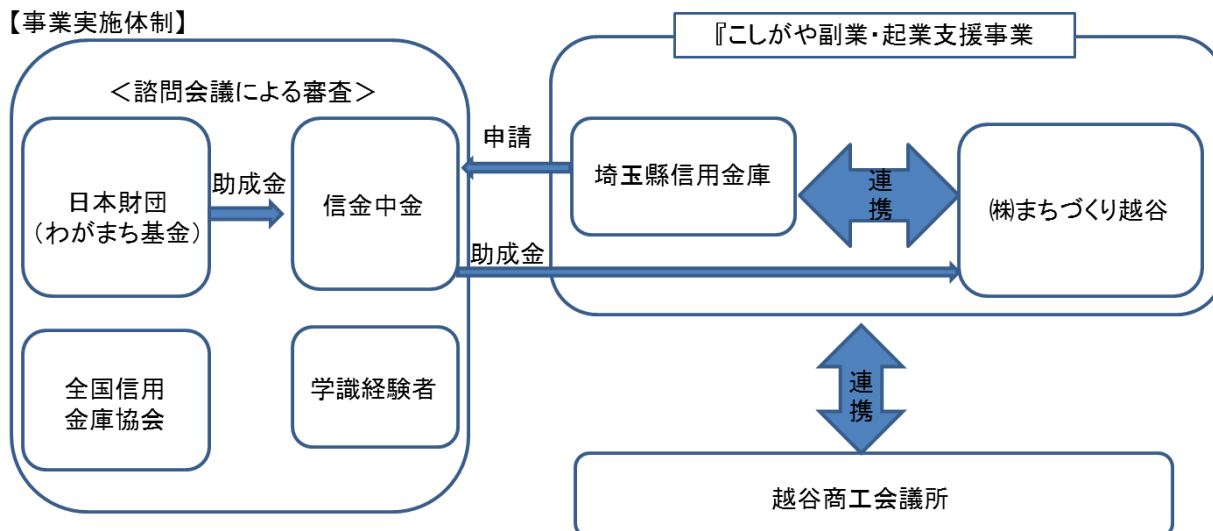 【事業実施体制】
『こしがや副業・起業支援事業
＜諮問会議による審査＞
日本財団
（わがまち基金）
助成金
信金中金
申請
埼玉縣信用金庫
連
携
㈱まちづくり越谷
助成金
全国信用
金庫協会
学識経験者
連
携
越谷商工会議所